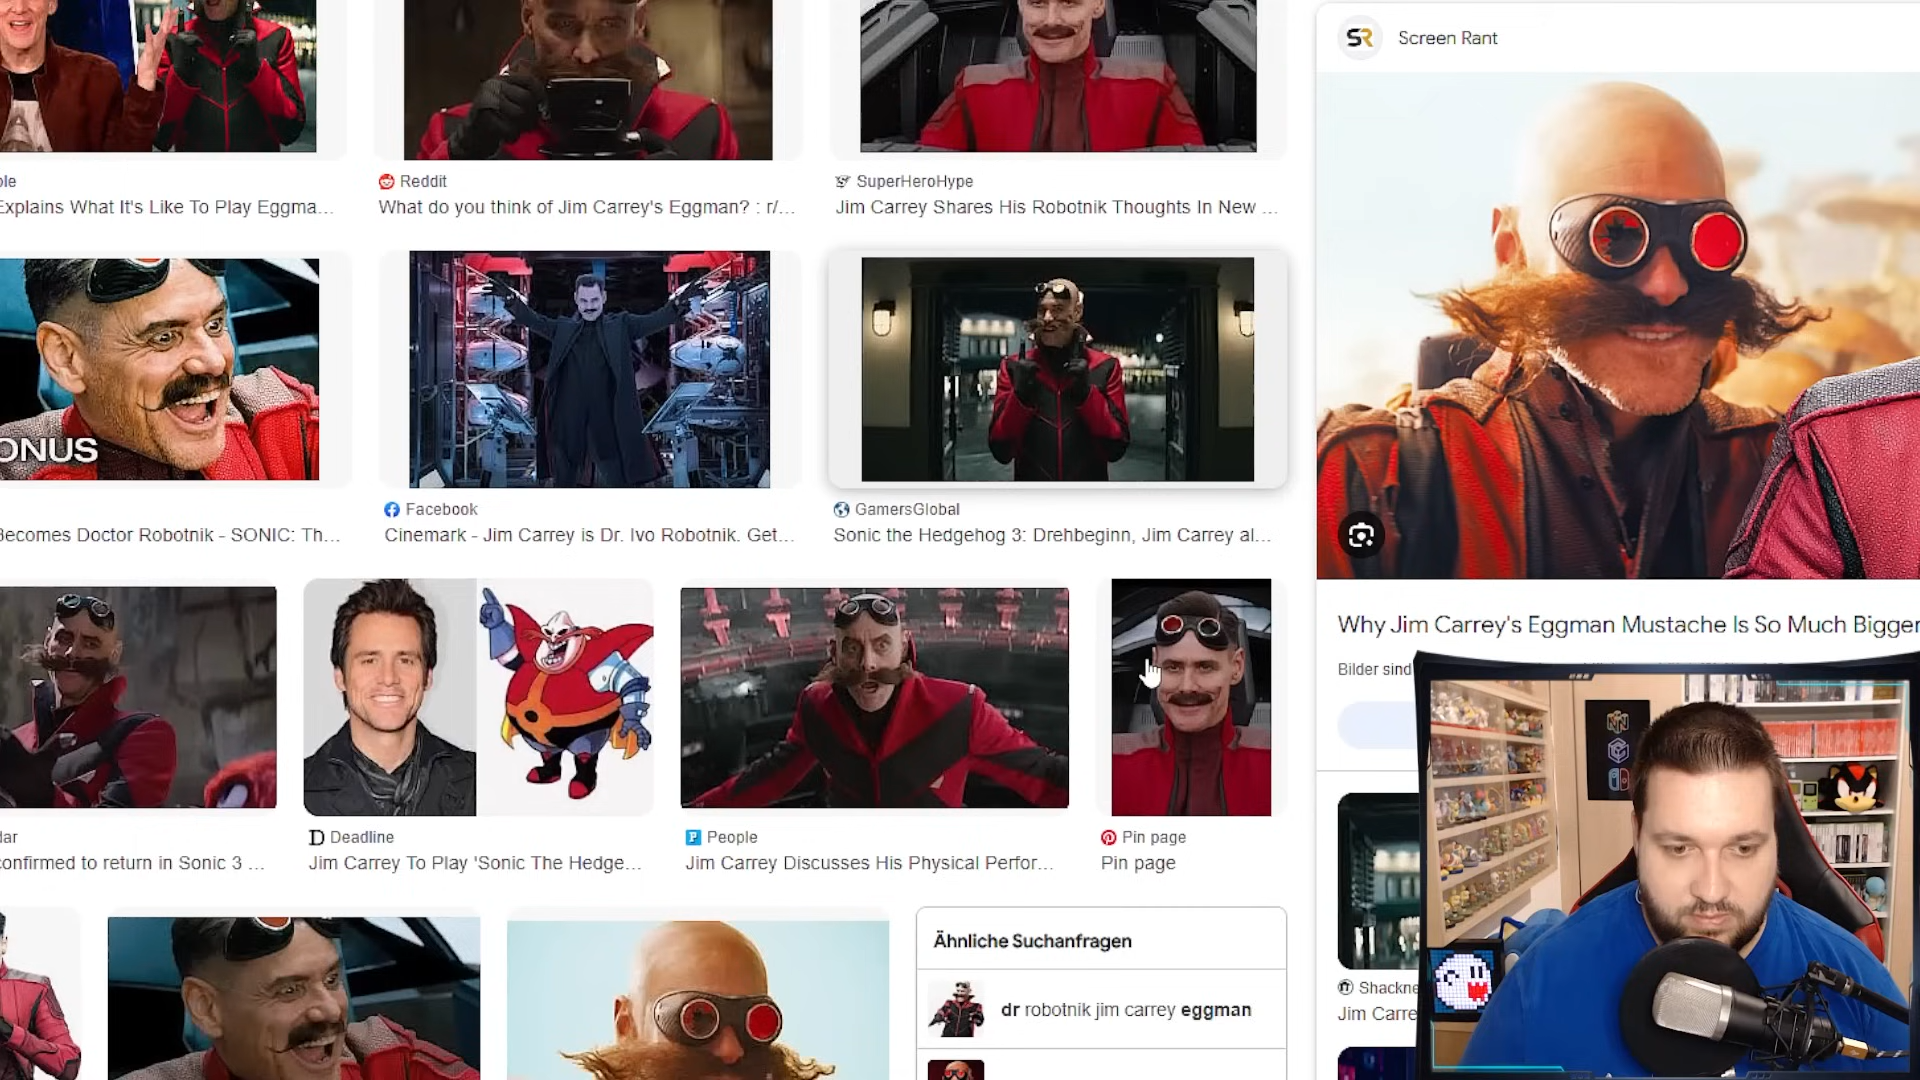 SR Screen Rant
ole
Reddit
SuperHeroHype
Explains What It's Like To Play Eggma...
What do you think of Jim Carrey's Eggman? : r/...
Jim Carrey Shares His Robotnik Thoughts In New ...
ONUS
Facebook
GamersGlobal
Becomes Doctor Robotnik - SONIC: Th...
Cinemark - Jim Carrey is Dr. Ivo Robotnik. Get...
Sonic the Hedgehog 3: Drehbeginn, Jim Carrey al...
Why Jim Carrey's Eggman Mustache Is So Much Bigger
Bilder sind
dar
Deadline
People
Pin page
confirmed to return in Sonic 3 ...
Jim Carrey To Play 'Sonic The Hedge...
Jim Carrey Discusses His Physical Perfor...
Pin page
Ähnliche Suchanfragen
dr robotnik jim carrey eggman
Shackne
Jim Carre